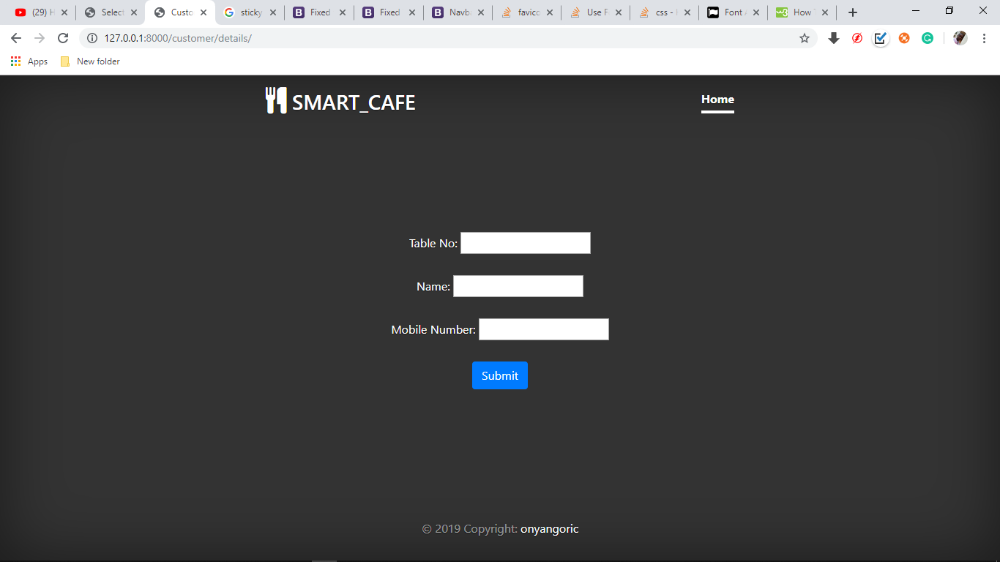 (29) H Select Custo sticky Fixed Fixed Navb favico Use F css - Font How
127.0.0.1:8000/customer/details/
Apps New folder
SMART_CAFE Home
Table No:
Name:
Mobile Number:
Submit
© 2019 Copyright: onyangoric